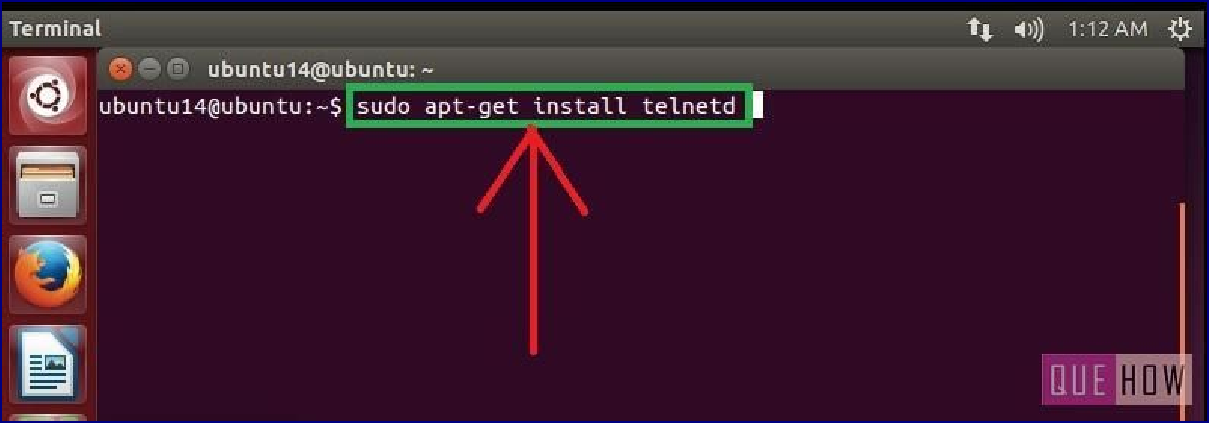 Terminal
1:12 AM
ubuntu14@ubuntu: ~
ubuntu14@ubuntu:~$ sudo apt-get install telnetd
QUE HOW